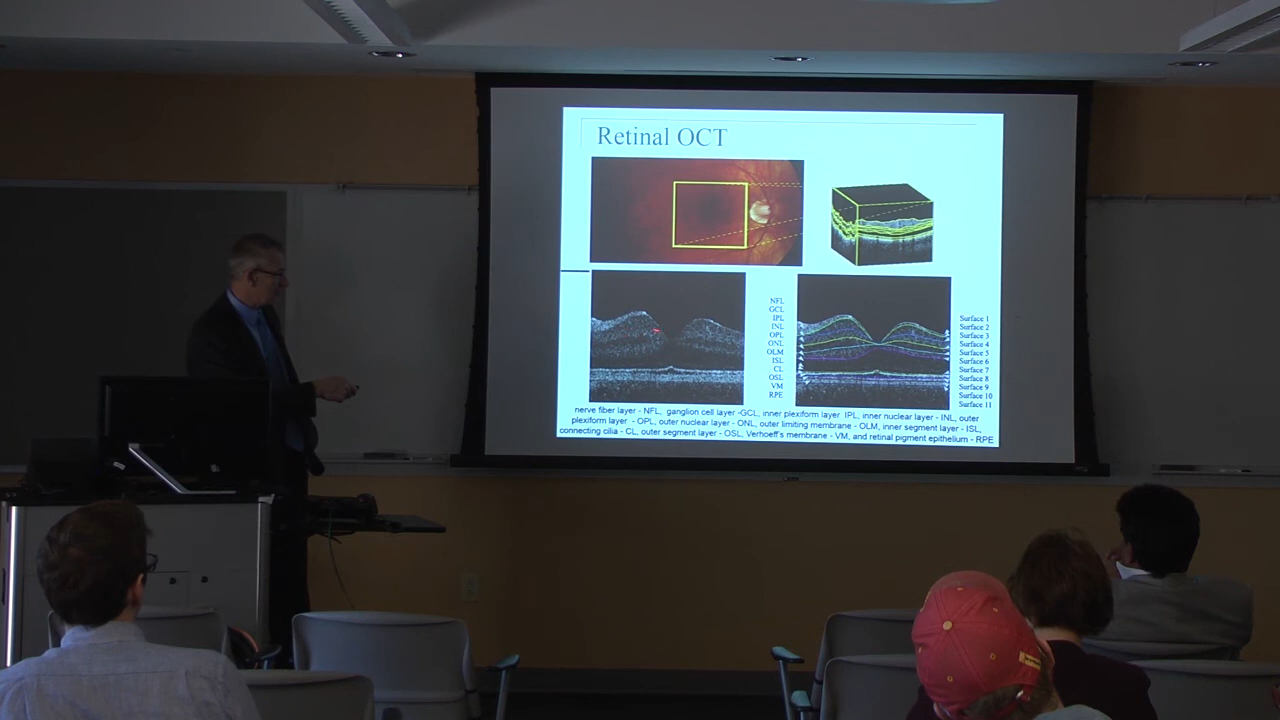 Retinal OCT
NFL
GCL
IPL
INL
OPL
ONL
OLM
ISL
CL
OSL
VM
RPE
Surface 1
Surface 2
Surface 3
Surface 4
Surface 5
Surface 6
Surface 7
Surface 8
Surface 9
Surface 10
Surface 11
nerve fiber layer - NFL, ganglion cell layer -GCL, inner plexiform layer IPL, inner nuclear layer - INL, outer
plexiform layer - OPL, outer nuclear layer - ONL, outer limiting membrane - OLM, inner segment layer - ISL,
connecting cilia - CL, outer segment layer - OSL, Verhoeff's membrane - VM, and retinal pigment epithelium - RPE